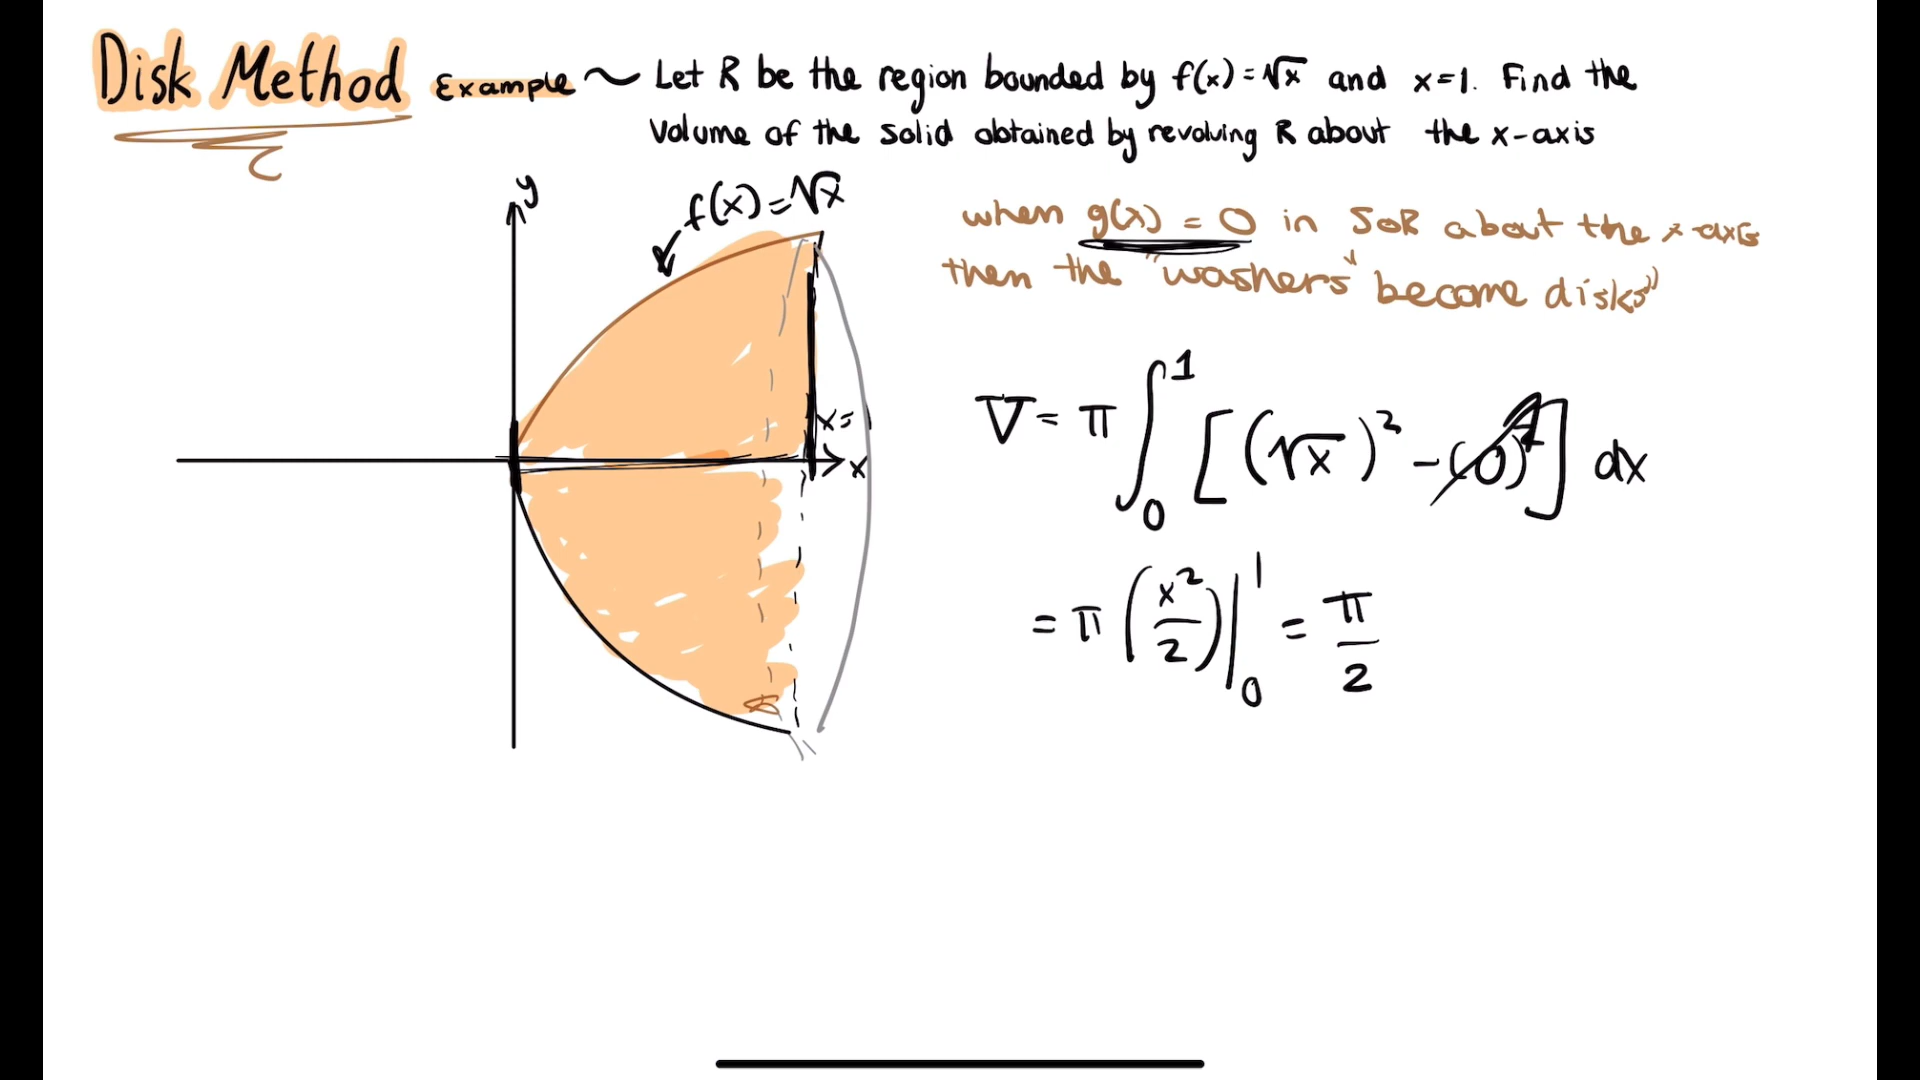 Disk Method Example ~ Let R be the region bounded by f(x)=√x and x=1. Find the
Volume of the solid obtained by revolving R about the x-axis
y
f(x)=√x
when g(x) = 0 in SoR about the x-axis
then the "washers" become disks"
x=1
x
V= π ∫₀¹ [(√x)² - (0)²] dx
= π (x²/2)|₀¹ = π/2